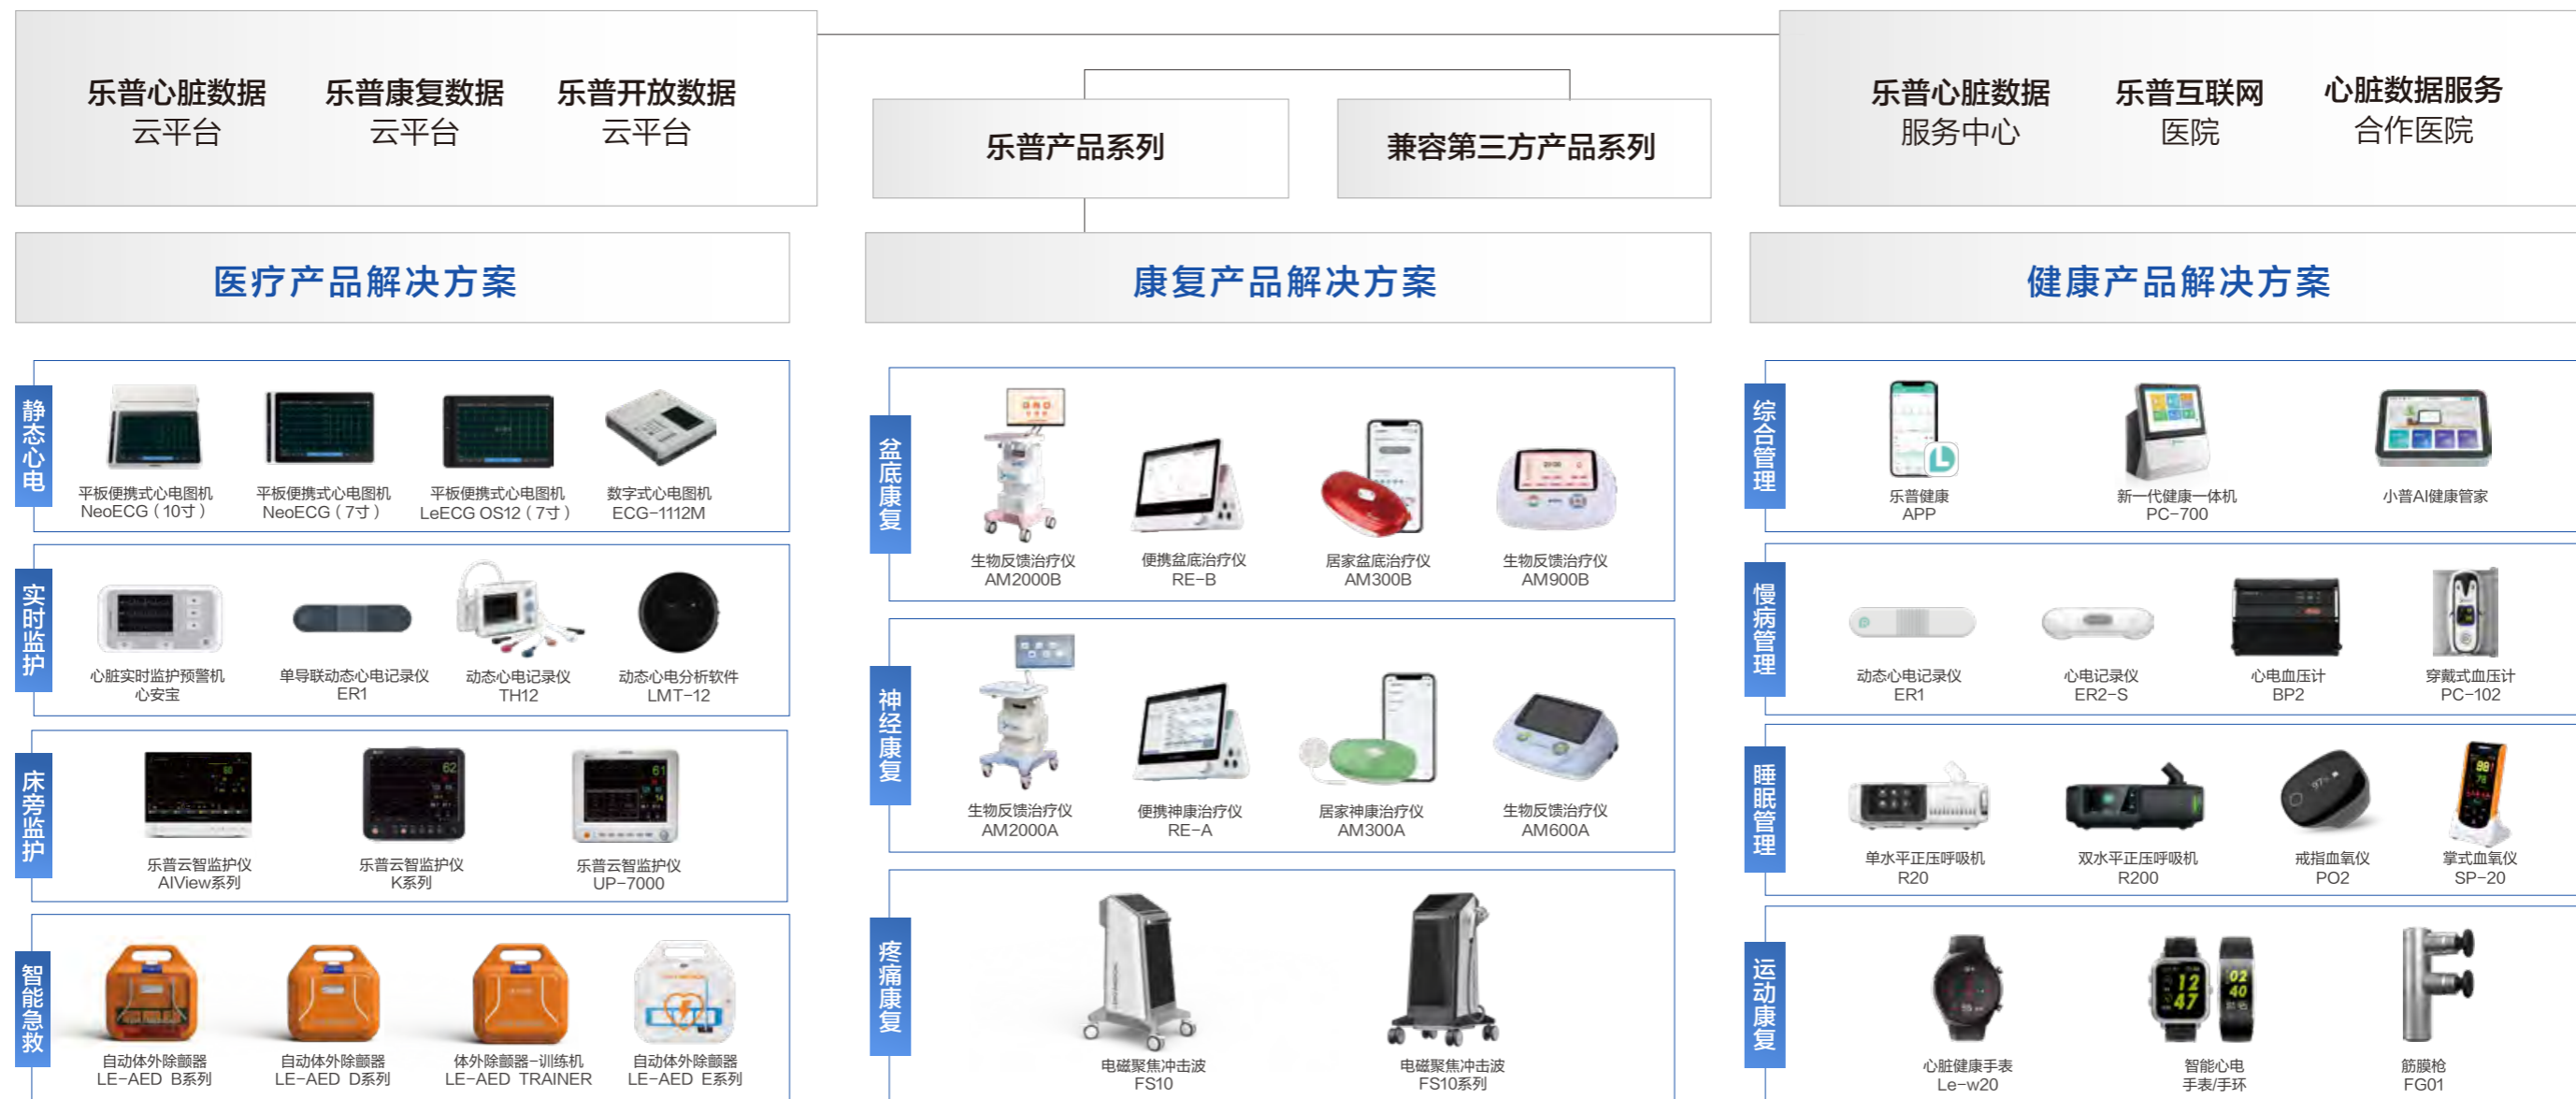 乐普心脏数据
云平台
乐普康复数据
云平台
乐普开放数据
云平台
乐普产品系列
兼容第三方产品系列
乐普心脏数据
服务中心
乐普互联网
医院
心脏数据服务
合作医院
医疗产品解决方案
静态心电
平板便携式心电图机
NeoECG（10寸）
平板便携式心电图机
NeoECG（7寸）
平板便携式心电图机
LeECG OS12（7寸）
数字式心电图机
ECG-1112M
实时监护
心脏实时监护预警机
心安宝
单导联动态心电记录仪
ER1
动态心电记录仪
TH12
动态心电分析软件
LMT-12
床旁监护
乐普云智监护仪
AIView系列
62
乐普云智监护仪
K系列
61
乐普云智监护仪
UP-7000
智能急救
自动体外除颤器
LE-AED B系列
自动体外除颤器
LE-AED D系列
体外除颤器-训练机
LE-AED TRAINER
自动体外除颤器
LE-AED E系列
康复产品解决方案
盆底康复
生物反馈治疗仪
AM2000B
便携盆底治疗仪
RE-B
居家盆底治疗仪
AM300B
生物反馈治疗仪
AM900B
神经康复
生物反馈治疗仪
AM2000A
便携神康治疗仪
RE-A
居家神康治疗仪
AM300A
生物反馈治疗仪
AM600A
疼痛康复
电磁聚焦冲击波
FS10
电磁聚焦冲击波
FS10系列
健康产品解决方案
综合管理
乐普健康
APP
新一代健康一体机
PC-700
小普AI健康管家
慢病管理
动态心电记录仪
ER1
心电记录仪
ER2-S
心电血压计
BP2
穿戴式血压计
PC-102
睡眠管理
单水平正压呼吸机
R20
双水平正压呼吸机
R200
97%
戒指血氧仪
PO2
98
78
掌式血氧仪
SP-20
运动康复
心脏健康手表
Le-w20
12
47
02
40
智能心电
手表/手环
筋膜枪
FG01